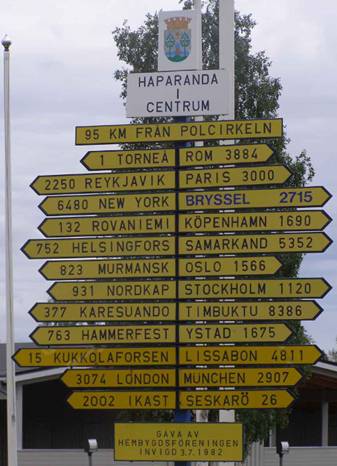 HAPARANDA
I
CENTRUM
95 KM FRÅN POLCIRKELN
1 TORNEÅ ROM 3884
2250 REYKJAVIK PARIS 3000
6480 NEW YORK BRYSSEL 2715
132 ROVANIEMI KÖPENHAMN 1690
752 HELSINGFORS SAMARKAND 5352
823 MURMANSK OSLO 1566
931 NORDKAP STOCKHOLM 1120
377 KARESUANDO TIMBUKTU 8386
763 HAMMERFEST YSTAD 1675
15 KUKKOLAFORSEN LISSABON 4811
3074 LONDON MÜNCHEN 2907
2002 IKAST SESKARÖ 26
GÅVA AV
HEMBYGDSFÖRENINGEN
INVIGD 3.7. 1982